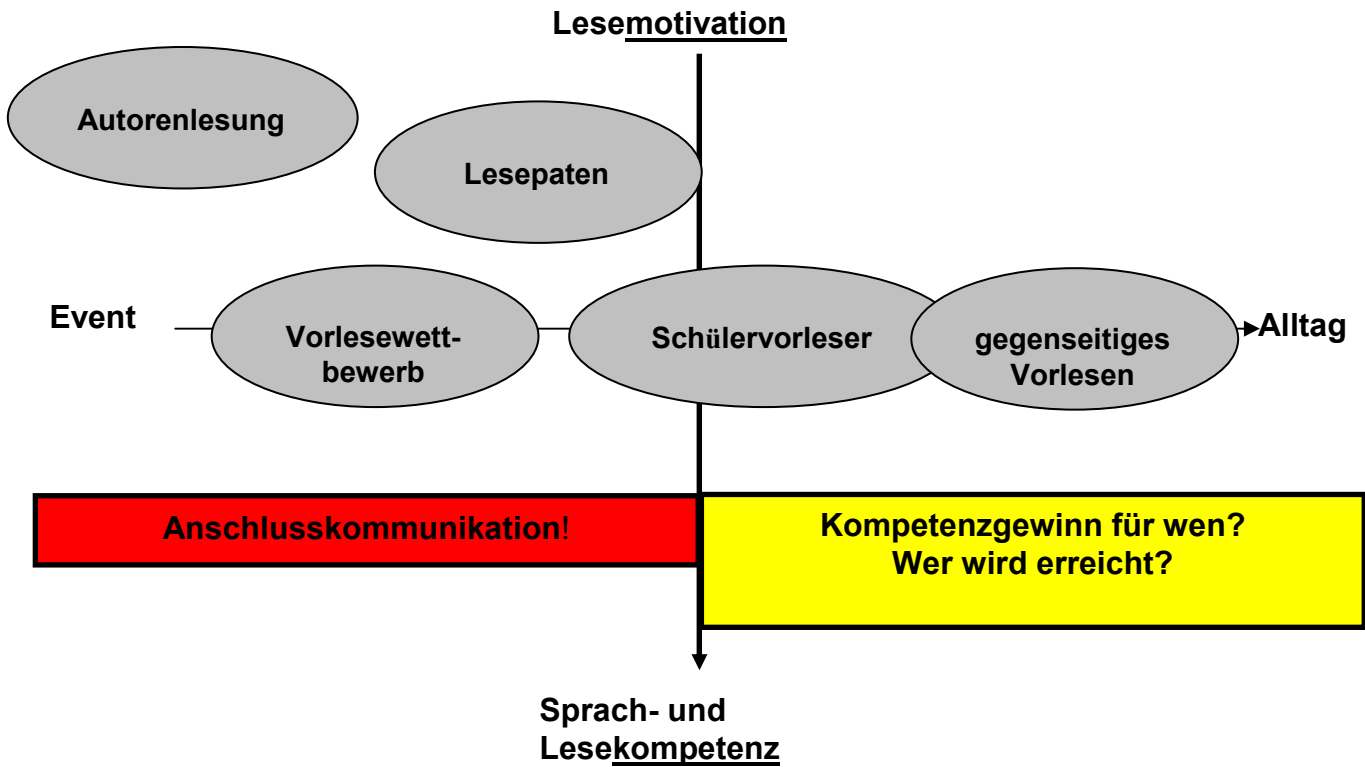 Lesemotivation
Autorenlesung
Lesepaten
Event
Vorlesewett-
bewerb
Schülervorleser
gegenseitiges
Vorlesen
Alltag
Anschlusskommunikation!
Kompetenzgewinn für wen?
Wer wird erreicht?
Sprach- und
Lesekompetenz